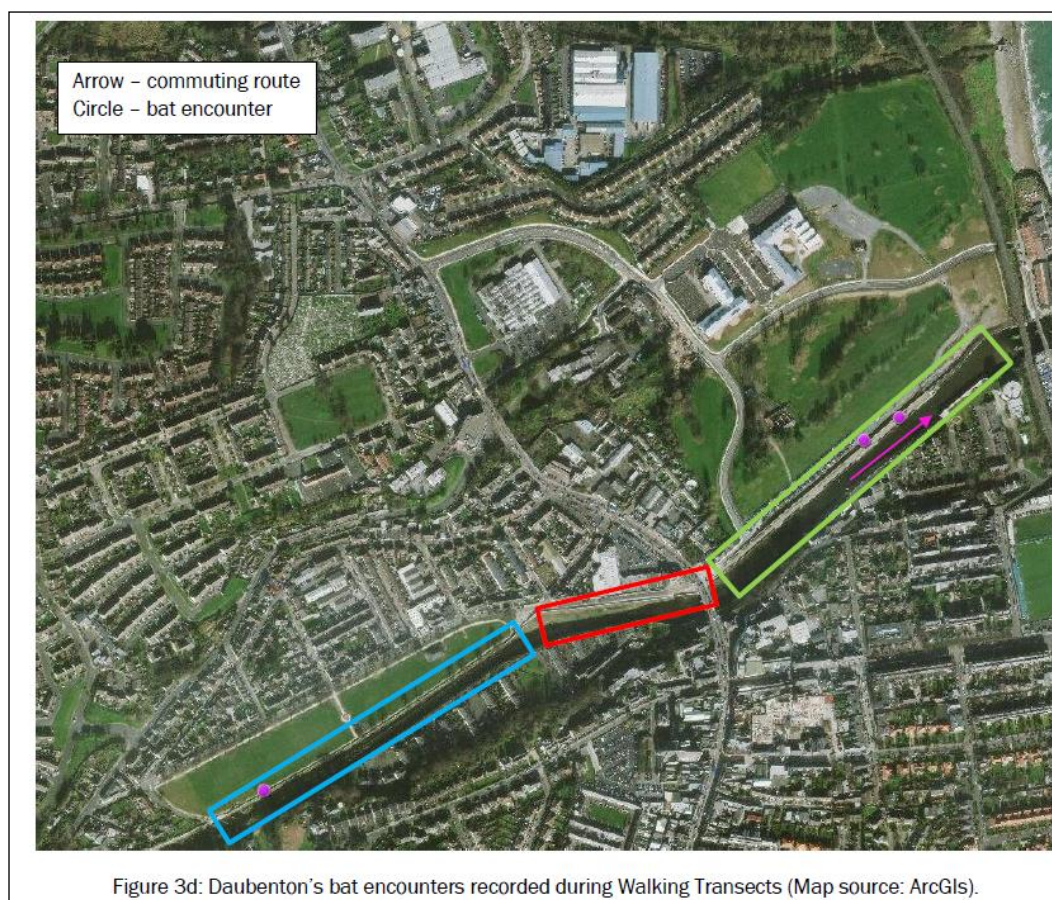 Arrow – commuting route
Circle – bat encounter
Figure 3d: Daubenton's bat encounters recorded during Walking Transects (Map source: ArcGIs).